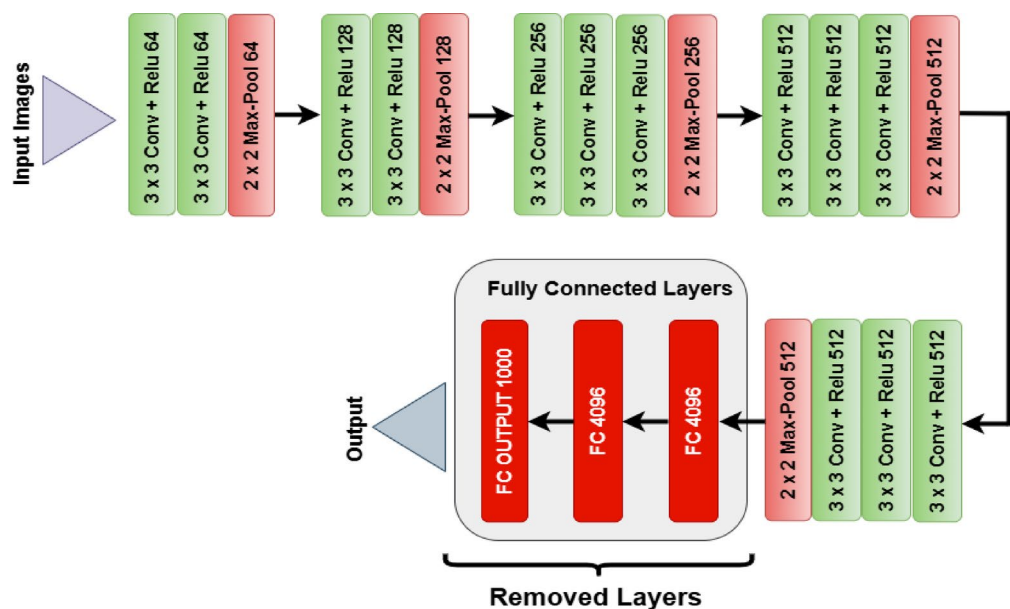 Input Images
3 x 3 Conv + Relu 64
3 x 3 Conv + Relu 64
2 x 2 Max-Pool 64
3 x 3 Conv + Relu 128
3 x 3 Conv + Relu 128
2 x 2 Max-Pool 128
3 x 3 Conv + Relu 256
3 x 3 Conv + Relu 256
3 x 3 Conv + Relu 256
2 x 2 Max-Pool 256
3 x 3 Conv + Relu 512
3 x 3 Conv + Relu 512
3 x 3 Conv + Relu 512
2 x 2 Max-Pool 512
3 x 3 Conv + Relu 512
3 x 3 Conv + Relu 512
3 x 3 Conv + Relu 512
2 x 2 Max-Pool 512
Fully Connected Layers
FC 4096
FC 4096
FC OUTPUT 1000
Output
Removed Layers